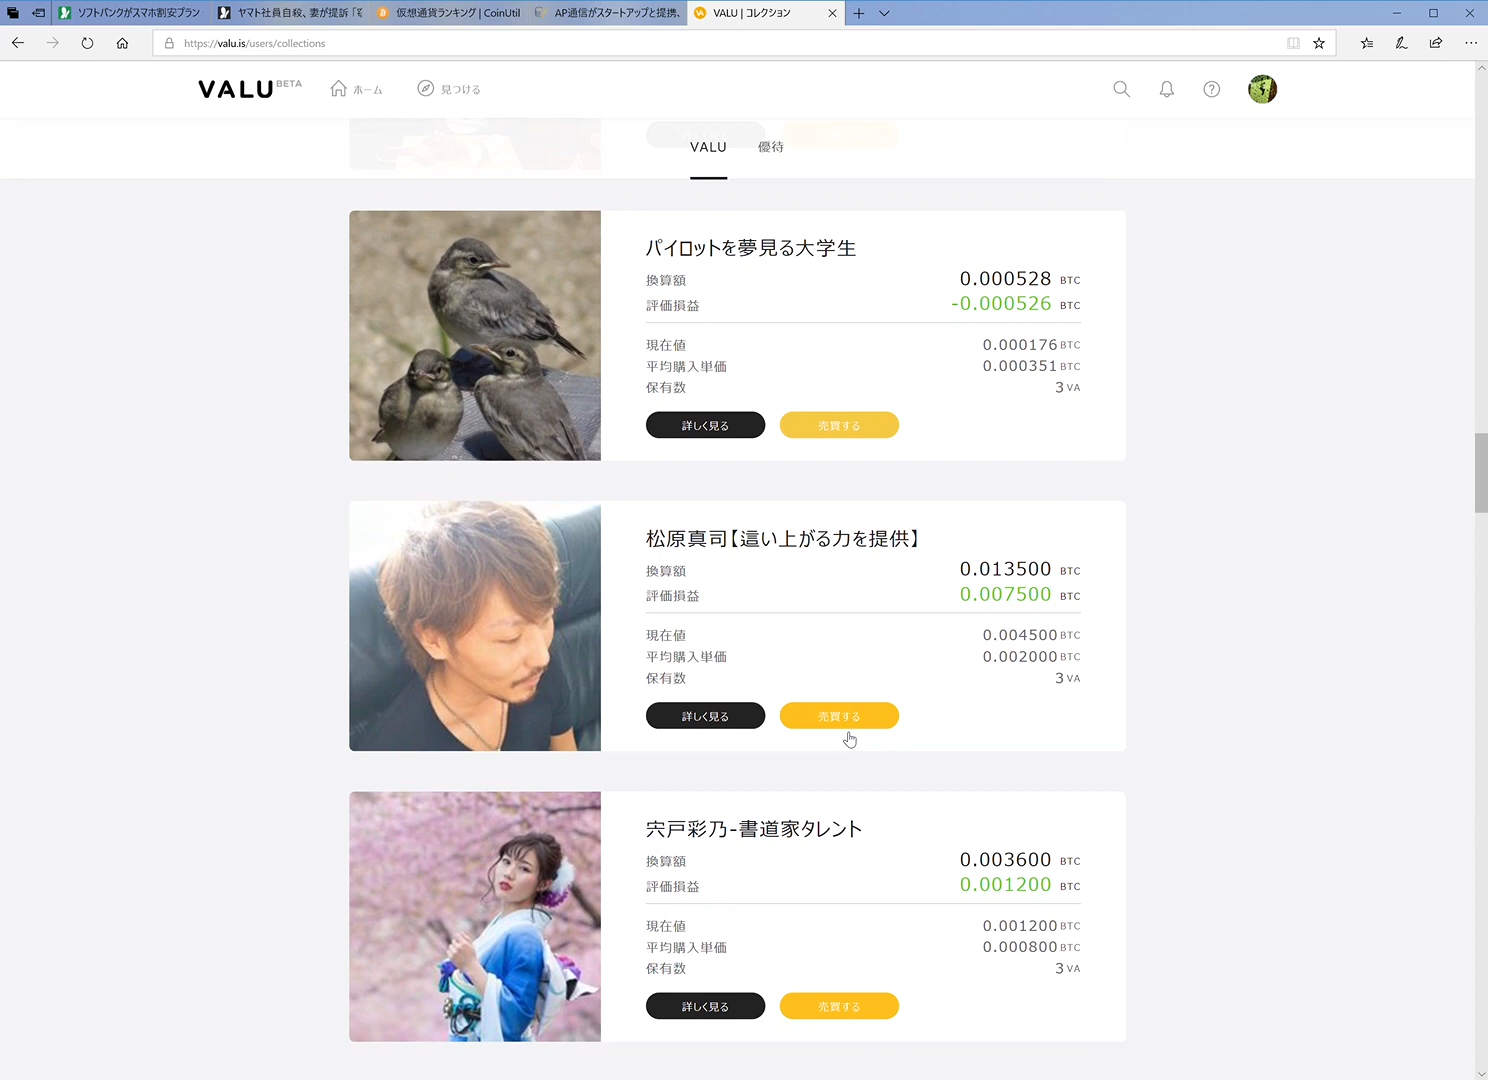 ソフトバンクがスマホ割安プラン
ヤマト社員自殺、妻が提訴「
仮想通貨ランキング | CoinUtil
AP通信がスタートアップと提携、
VALU | コレクション
https://valu.is/users/collections
VALU BETA
ホーム
見つける
VALU
優待
パイロットを夢見る大学生
換算額 0.000528 BTC
評価損益 -0.000526 BTC
現在値 0.000176 BTC
平均購入単価 0.000351 BTC
保有数 3 VA
詳しく見る
売買する
松原真司【這い上がる力を提供】
換算額 0.013500 BTC
評価損益 0.007500 BTC
現在値 0.004500 BTC
平均購入単価 0.002000 BTC
保有数 3 VA
詳しく見る
売買する
宍戸彩乃-書道家タレント
換算額 0.003600 BTC
評価損益 0.001200 BTC
現在値 0.001200 BTC
平均購入単価 0.000800 BTC
保有数 3 VA
詳しく見る
売買する